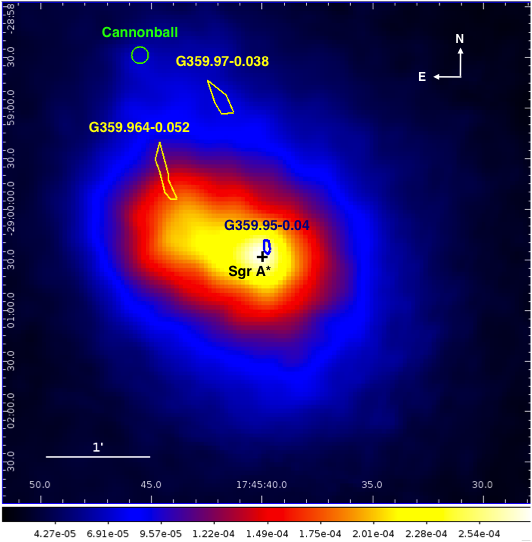 -28:58
Cannonball
N
30.0
G359.97-0.038
E
59:00.0
G359.964-0.052
30.0
-29:00:00.0
G359.95-0.04
30.0
Sgr A*
01:00.0
30.0
02:00.0
1'
30.0
50.0 45.0 17:45:40.0 35.0 30.0
4.27e-05 6.91e-05 9.57e-05 1.22e-04 1.49e-04 1.75e-04 2.01e-04 2.28e-04 2.54e-04